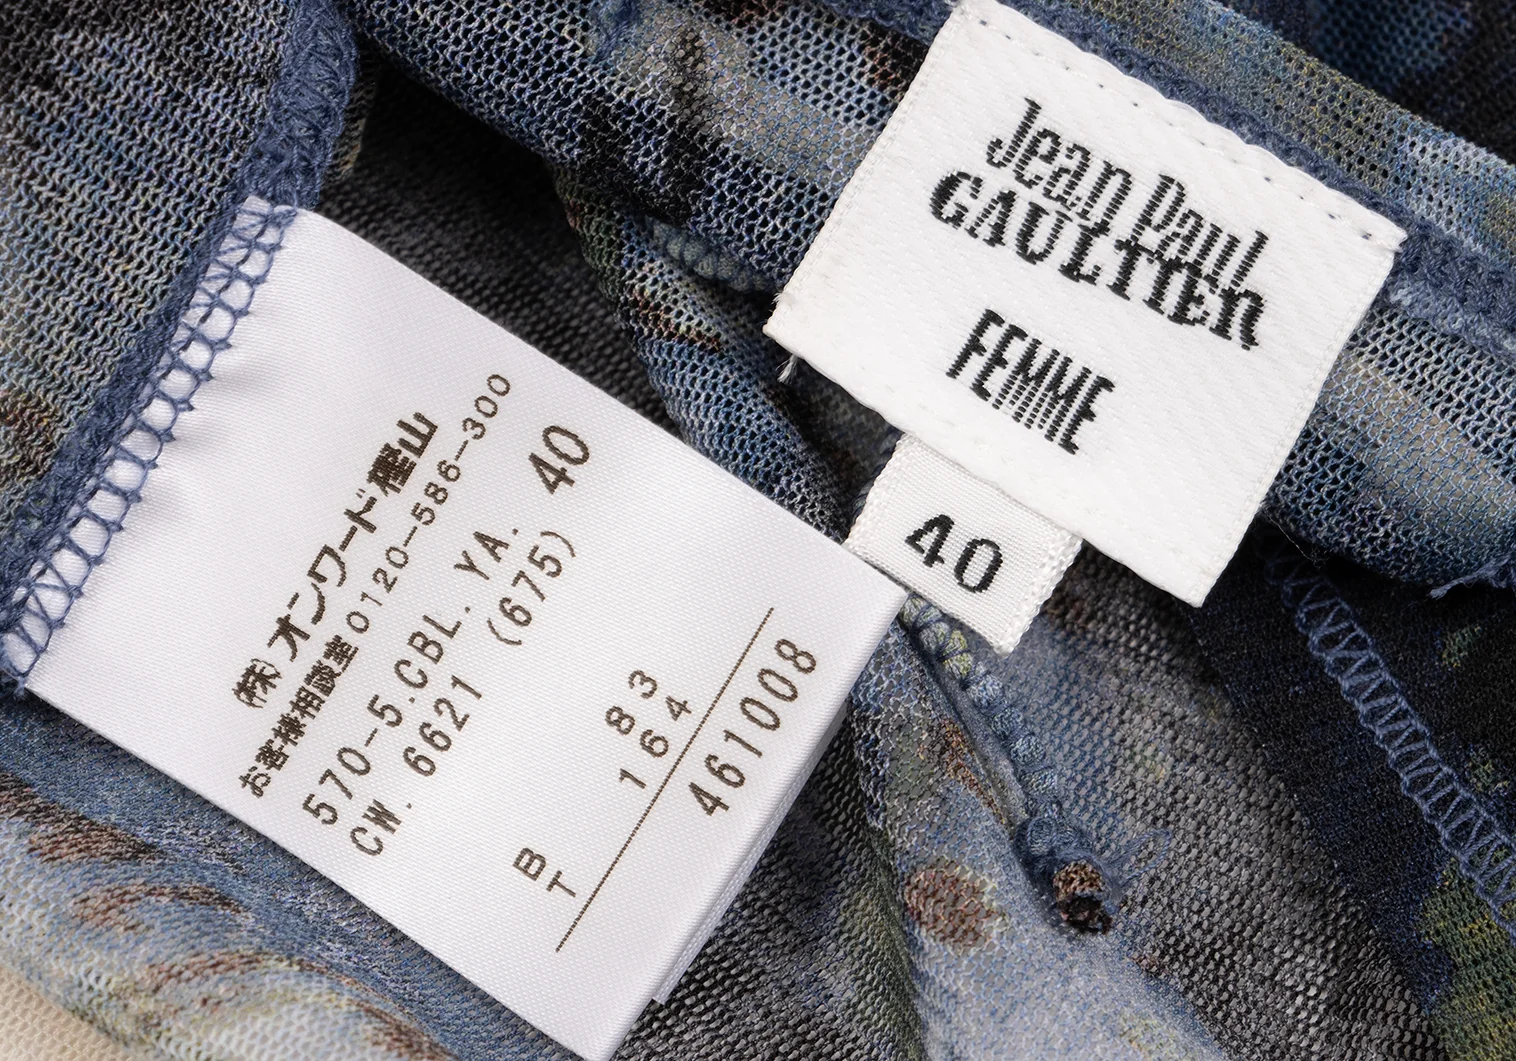 Jean Paul
GAULTIER
FEMME
40
(株)オンワード樫山
お客様相談室0120-586-300
570-5.CBL.YA. 40
CW. 6621 (675)
B 83
T 164
461008